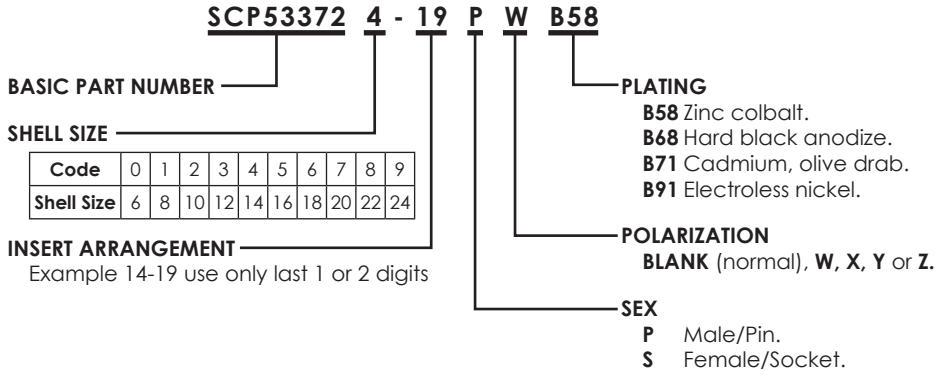 SCP53372 4 - 19 P W B58
BASIC PART NUMBER
SHELL SIZE
Code 0 1 2 3 4 5 6 7 8 9
Shell Size 6 8 10 12 14 16 18 20 22 24
INSERT ARRANGEMENT
Example 14-19 use only last 1 or 2 digits
PLATING
B58 Zinc colbalt.
B68 Hard black anodize.
B71 Cadmium, olive drab.
B91 Electroless nickel.
POLARIZATION
BLANK (normal), W, X, Y or Z.
SEX
P Male/Pin.
S Female/Socket.